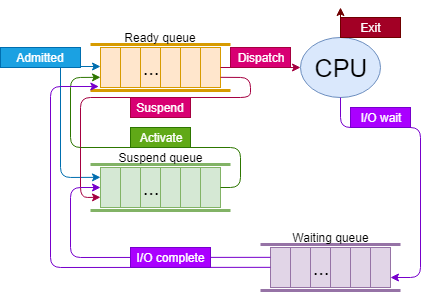 Ready queue
Exit
Admitted
...
Dispatch
CPU
Suspend
I/O wait
Activate
Suspend queue
...
Waiting queue
I/O complete
...